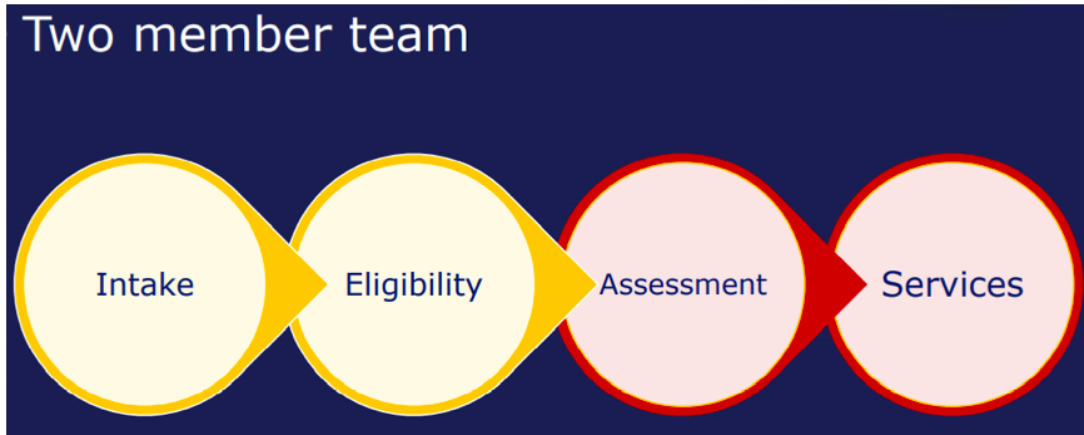 Two member team
Intake
Eligibility
Assessment
Services